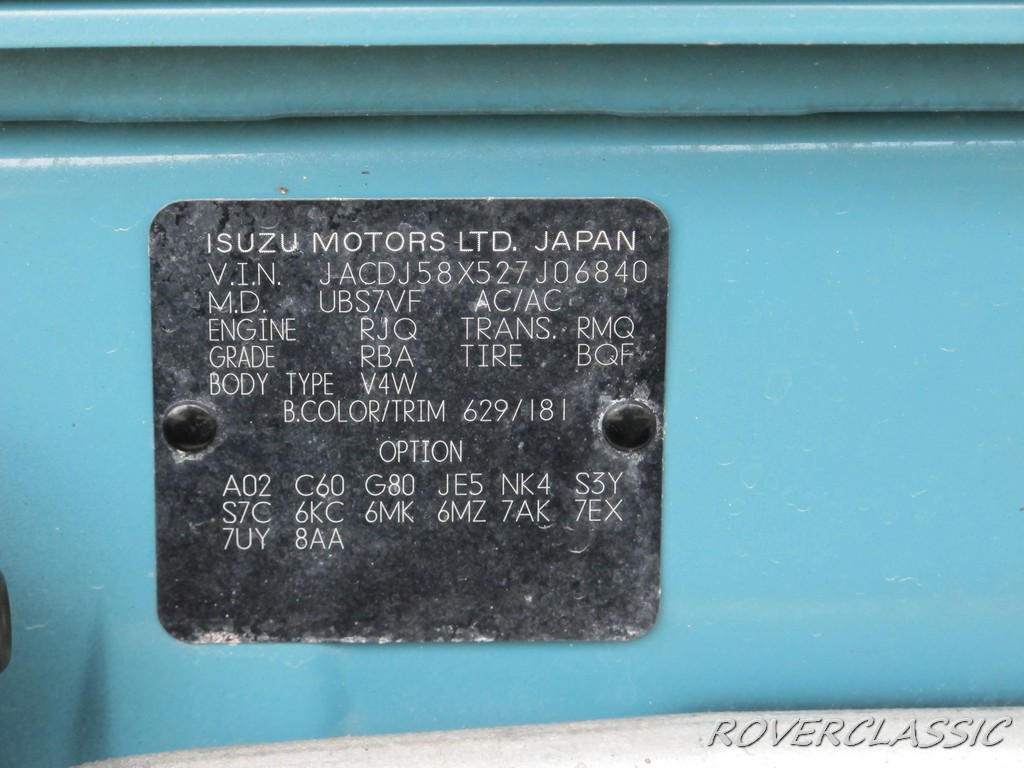 ISUZU MOTORS LTD. JAPAN
V.I.N. JACDJ58X527J06840
M.D. UBS7VF AC/AC
ENGINE RJQ TRANS. RMQ
GRADE RBA TIRE BQF
BODY TYPE V4W
B.COLOR/TRIM 629/181
OPTION
A02 C60 G80 JE5 NK4 S3Y
S7C 6KC 6MK 6MZ 7AK 7EX
7UY 8AA
ROVERCLASSIC